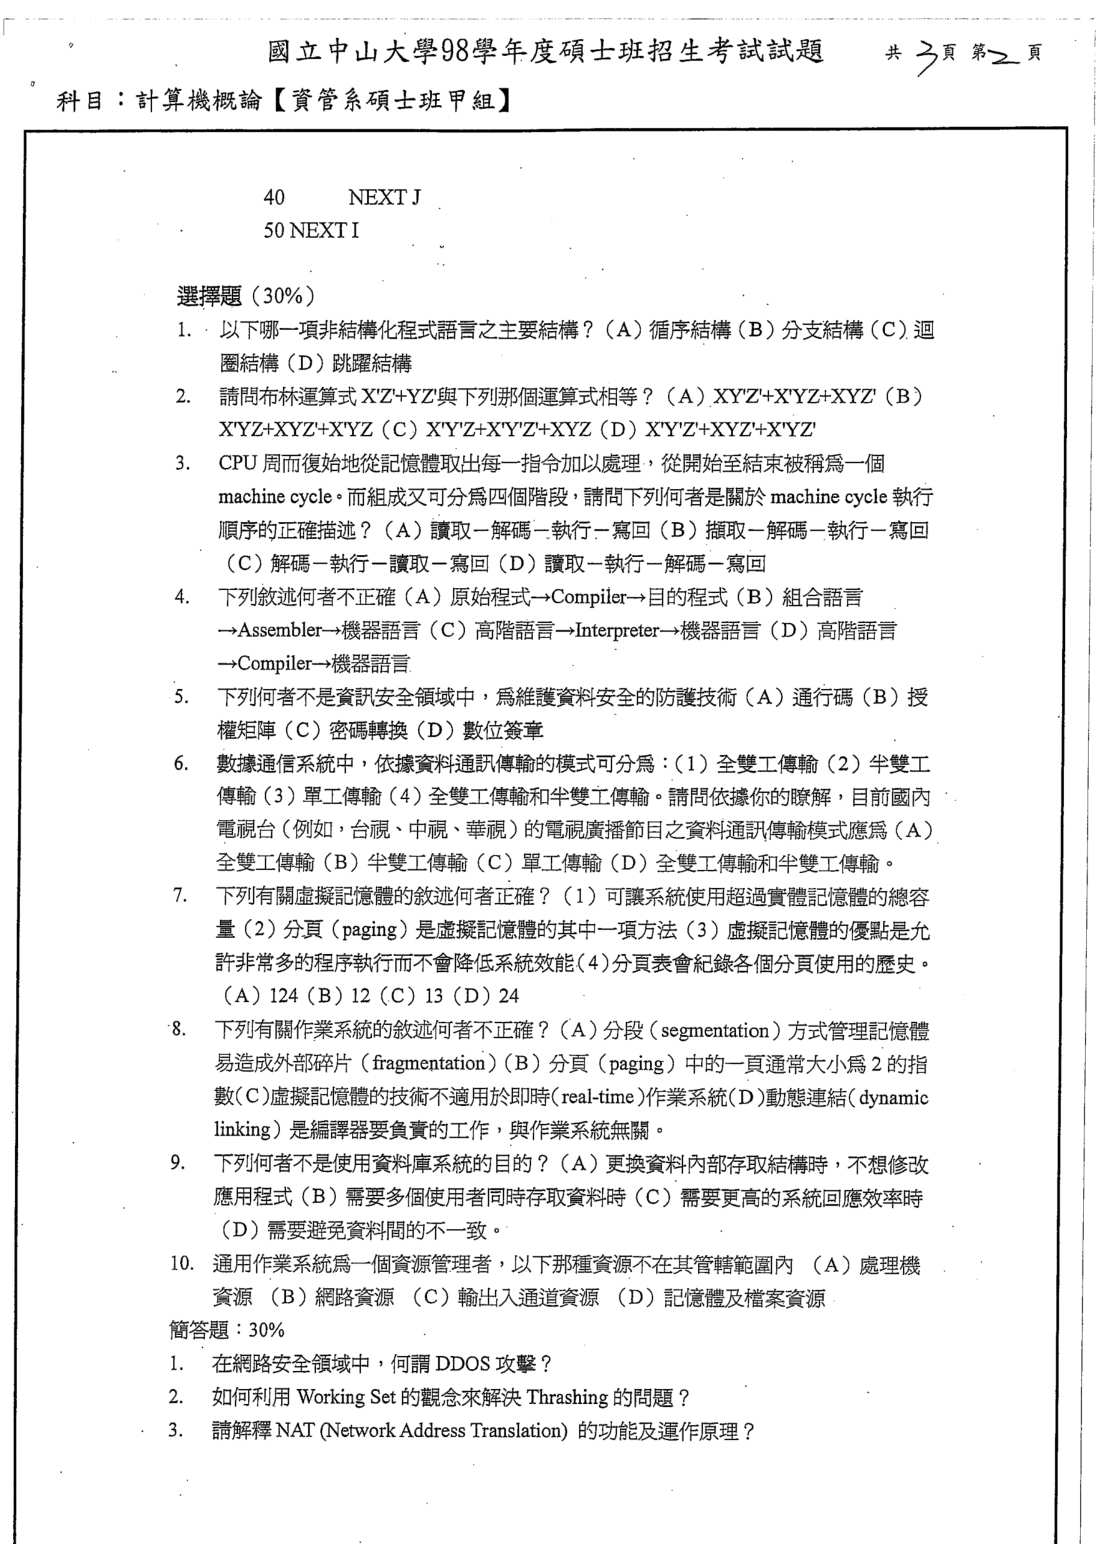 國立中山大學98學年度碩士班招生考試試題 共3頁第2頁
科目：計算機概論【資管系碩士班甲組】
40 NEXT J
50 NEXT I
選擇題（30%）
1. 以下哪一項非結構化程式語言之主要結構？（A）循序結構（B）分支結構（C）迴
圈結構（D）跳躍結構
2. 請問布林運算式 X'Z'+YZ'與下列那個運算式相等？（A）XY'Z'+X'YZ+XYZ'（B）
X'YZ+XYZ'+X'YZ（C）X'Y'Z+X'Y'Z'+XYZ（D）X'Y'Z'+XYZ'+X'YZ'
3. CPU 周而復始地從記憶體取出每一指令加以處理，從開始至結束被稱為一個
machine cycle。而組成又可分為四個階段，請問下列何者是關於 machine cycle 執行
順序的正確描述？（A）讀取－解碼－執行－寫回（B）擷取－解碼－執行－寫回
（C）解碼－執行－讀取－寫回（D）讀取－執行－解碼－寫回
4. 下列敘述何者不正確（A）原始程式→Compiler→目的程式（B）組合語言
→Assembler→機器語言（C）高階語言→Interpreter→機器語言（D）高階語言
→Compiler→機器語言
5. 下列何者不是資訊安全領域中，為維護資料安全的防護技術（A）通行碼（B）授
權矩陣（C）密碼轉換（D）數位簽章
6. 數據通信系統中，依據資料通訊傳輸的模式可分為：（1）全雙工傳輸（2）半雙工
傳輸（3）單工傳輸（4）全雙工傳輸和半雙工傳輸。請問依據你的瞭解，目前國內
電視台（例如，台視、中視、華視）的電視廣播節目之資料通訊傳輸模式應為（A）
全雙工傳輸（B）半雙工傳輸（C）單工傳輸（D）全雙工傳輸和半雙工傳輸。
7. 下列有關虛擬記憶體的敘述何者正確？（1）可讓系統使用超過實體記憶體的總容
量（2）分頁（paging）是虛擬記憶體的其中一項方法（3）虛擬記憶體的優點是允
許非常多的程序執行而不會降低系統效能（4）分頁表會紀錄各個分頁使用的歷史。
（A）124（B）12（C）13（D）24
8. 下列有關作業系統的敘述何者不正確？（A）分段（segmentation）方式管理記憶體
易造成外部碎片（fragmentation）（B）分頁（paging）中的一頁通常大小為 2 的指
數（C）虛擬記憶體的技術不適用於即時（real-time）作業系統（D）動態連結（dynamic
linking）是編譯器要負責的工作，與作業系統無關。
9. 下列何者不是使用資料庫系統的目的？（A）更換資料內部存取結構時，不想修改
應用程式（B）需要多個使用者同時存取資料時（C）需要更高的系統回應效率時
（D）需要避免資料間的不一致。
10. 通用作業系統為一個資源管理者，以下那種資源不在其管轄範圍內 （A）處理機
資源 （B）網路資源 （C）輸出入通道資源 （D）記憶體及檔案資源
簡答題：30%
1. 在網路安全領域中，何謂 DDOS 攻擊？
2. 如何利用 Working Set 的觀念來解決 Thrashing 的問題？
3. 請解釋 NAT (Network Address Translation) 的功能及運作原理？